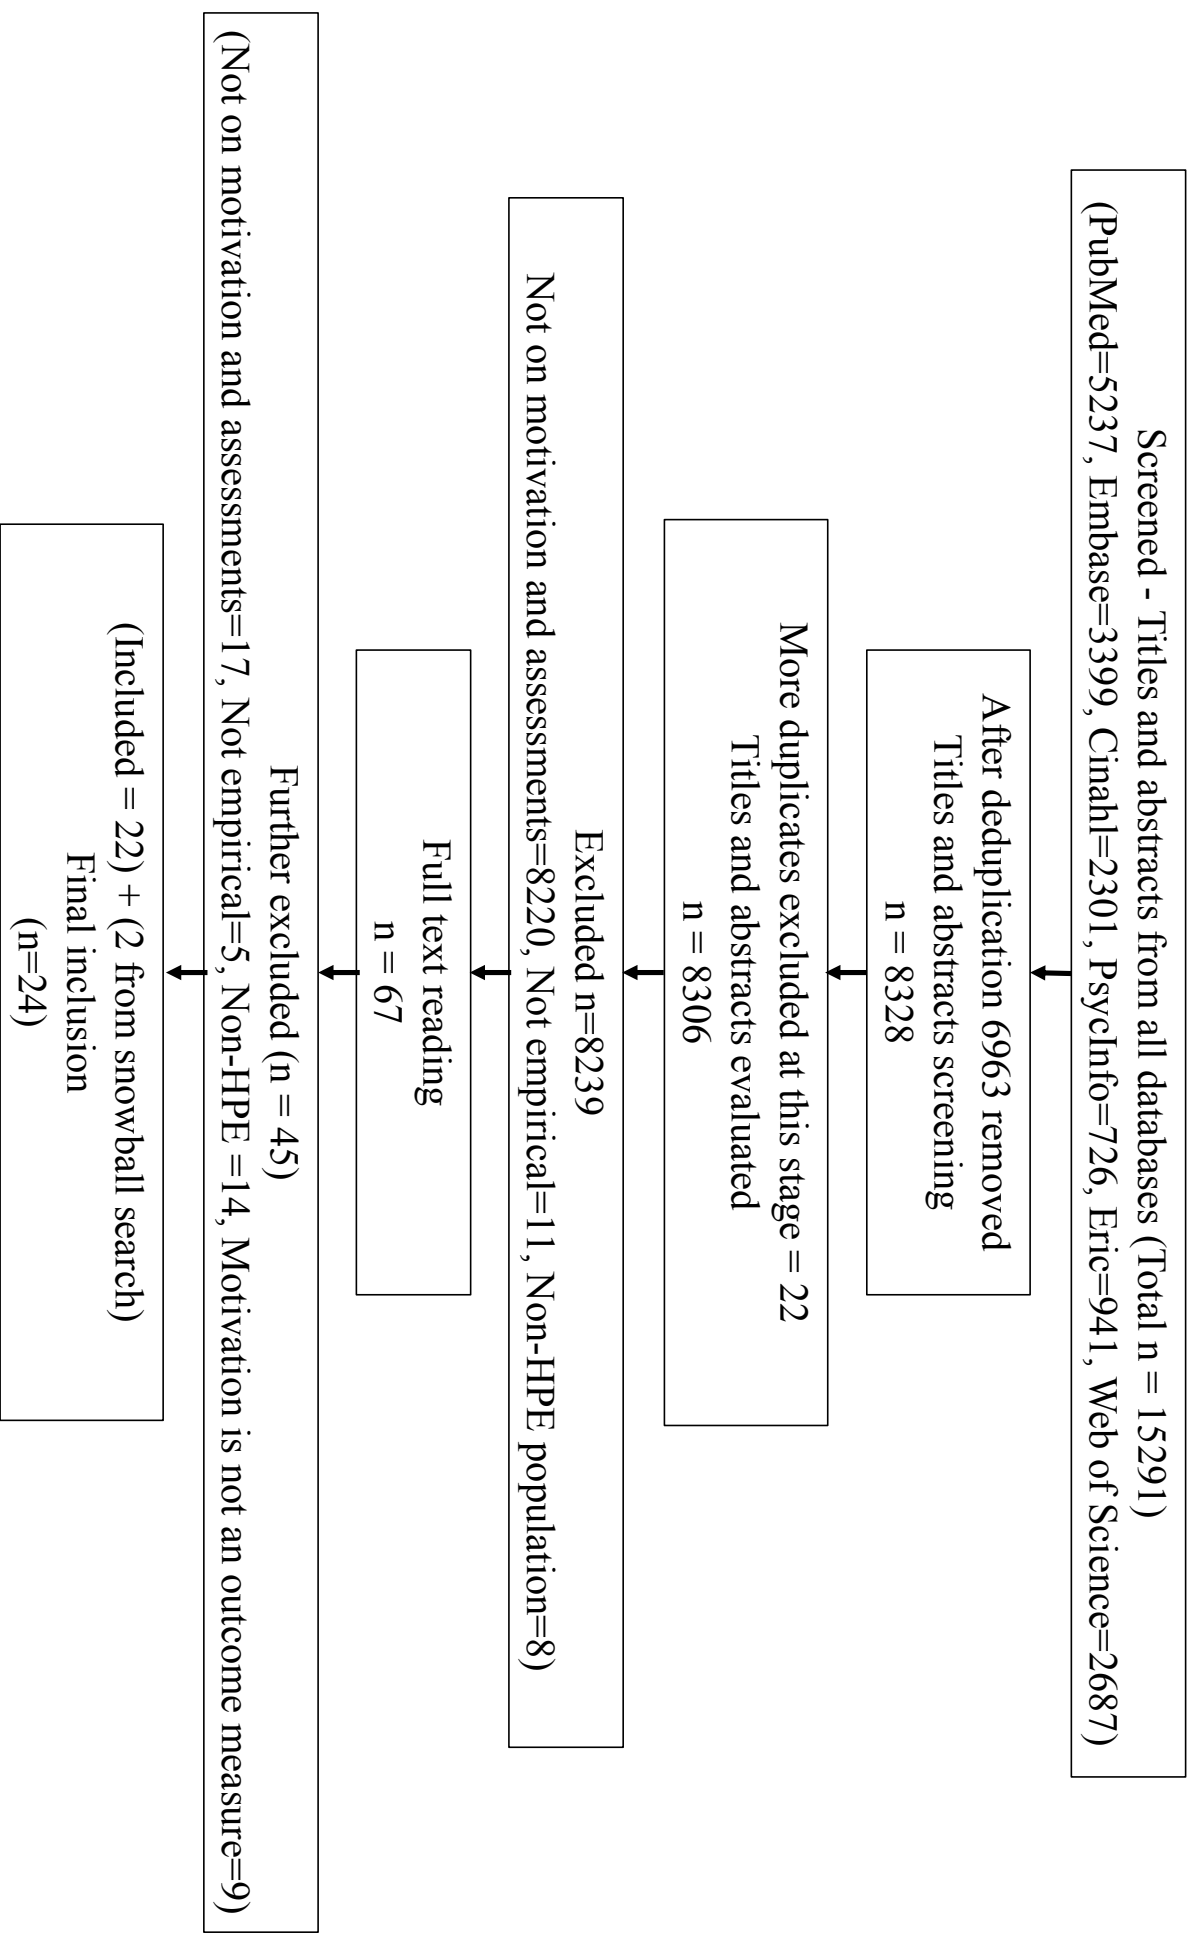 Screened - Titles and abstracts from all databases (Total n = 15291)
(PubMed=5237, Embase=3399, Cinahl=2301, PsycInfo=726, Eric=941, Web of Science=2687)
After deduplication 6963 removed
Titles and abstracts screening
n = 8328
More duplicates excluded at this stage = 22
Titles and abstracts evaluated
n = 8306
Excluded n=8239
Not on motivation and assessments=8220, Not empirical=11, Non-HPE population=8)
Full text reading
n = 67
Further excluded (n = 45)
(Not on motivation and assessments=17, Not empirical=5, Non-HPE =14, Motivation is not an outcome measure=9)
(Included = 22) + (2 from snowball search)
Final inclusion
(n=24)